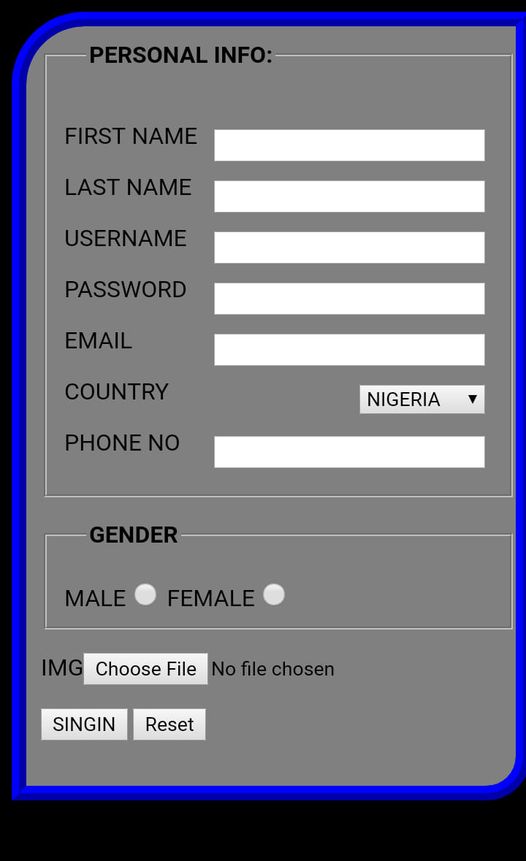 PERSONAL INFO:
FIRST NAME
LAST NAME
USERNAME
PASSWORD
EMAIL
COUNTRY NIGERIA
PHONE NO
GENDER
MALE FEMALE
IMG Choose File No file chosen
SINGIN Reset